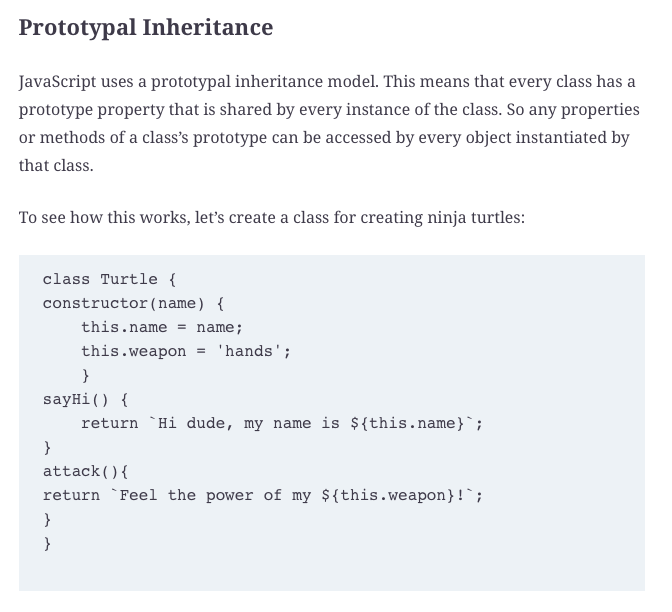 Prototypal Inheritance
JavaScript uses a prototypal inheritance model. This means that every class has a
prototype property that is shared by every instance of the class. So any properties
or methods of a class’s prototype can be accessed by every object instantiated by
that class.
To see how this works, let’s create a class for creating ninja turtles:
class Turtle {
constructor(name) {
    this.name = name;
    this.weapon = 'hands';
    }
sayHi() {
    return `Hi dude, my name is ${this.name}`;
}
attack(){
return `Feel the power of my ${this.weapon}!`;
}
}